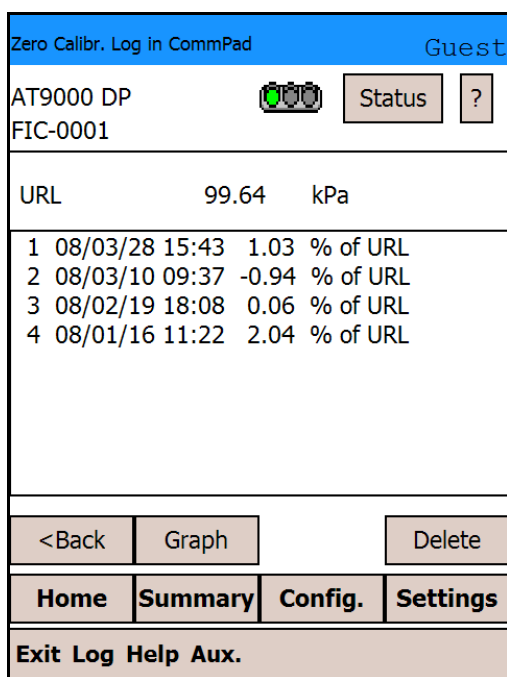 Zero Calibr. Log in CommPad Guest
AT9000 DP Status ?
FIC-0001
URL 99.64 kPa
1 08/03/28 15:43 1.03 % of URL
2 08/03/10 09:37 -0.94 % of URL
3 08/02/19 18:08 0.06 % of URL
4 08/01/16 11:22 2.04 % of URL
<Back Graph Delete
Home Summary Config. Settings
Exit Log Help Aux.